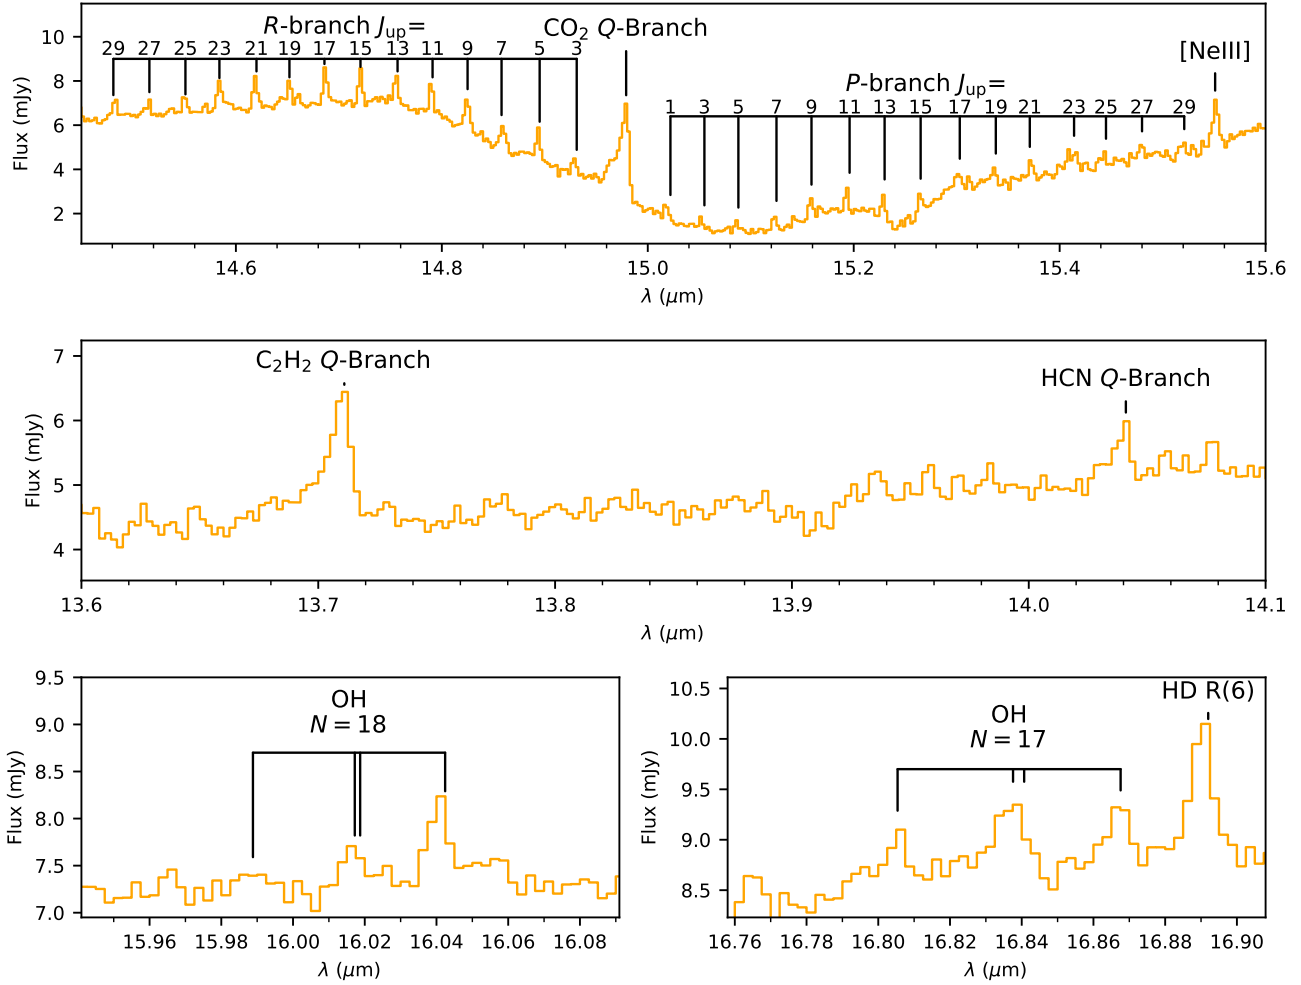 R-branch J_up=
CO₂ Q-Branch
29 27 25 23 21 19 17 15 13 11 9 7 5 3
[NeIII]
P-branch J_up=
1 3 5 7 9 11 13 15 17 19 21 23 25 27 29
10
8
6
4
2
Flux (mJy)
14.6 14.8 15.0 15.2 15.4 15.6
λ (μm)
C₂H₂ Q-Branch
HCN Q-Branch
7
6
5
4
Flux (mJy)
13.6 13.7 13.8 13.9 14.0 14.1
λ (μm)
OH
N = 18
9.5
9.0
8.5
8.0
7.5
7.0
Flux (mJy)
15.96 15.98 16.00 16.02 16.04 16.06 16.08
λ (μm)
HD R(6)
OH
N = 17
10.5
10.0
9.5
9.0
8.5
Flux (mJy)
16.76 16.78 16.80 16.82 16.84 16.86 16.88 16.90
λ (μm)